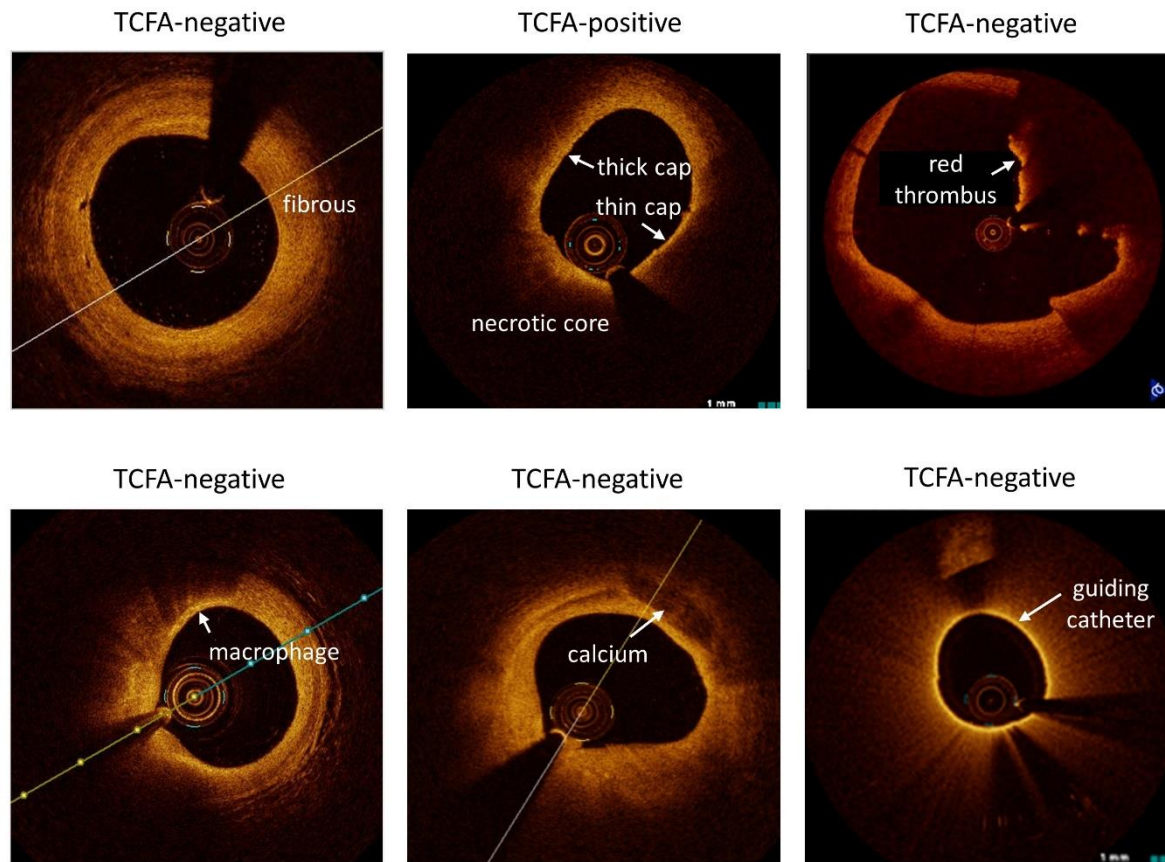 TCFA-negative
TCFA-positive
TCFA-negative
fibrous
thick cap
thin cap
necrotic core
1 mm
red
thrombus
TCFA-negative
TCFA-negative
TCFA-negative
macrophage
calcium
guiding
catheter
1 mm